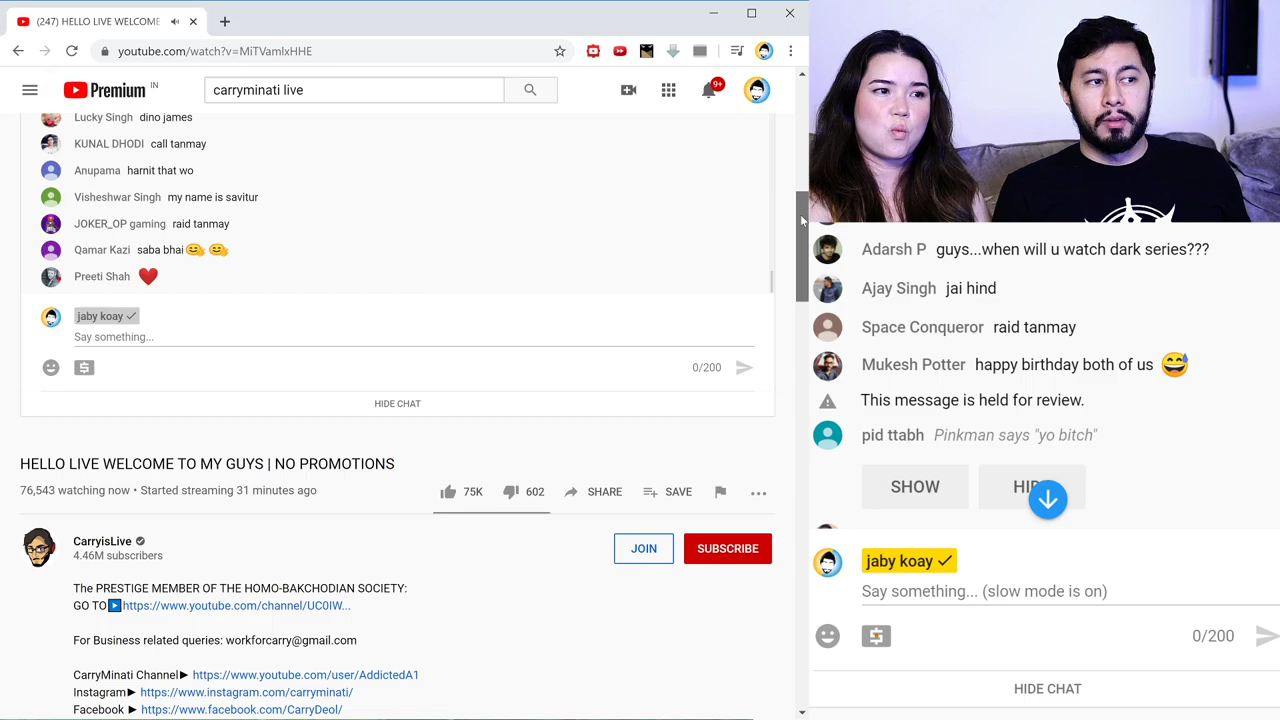 (247) HELLO LIVE WELCOME
youtube.com/watch?v=MiTVamlxHHE
Premium IN
carryminati live
9+
Lucky Singh dino james
KUNAL DHODI call tanmay
Anupama harnit that wo
Visheshwar Singh my name is savitur
JOKER_OP gaming raid tanmay
Qamar Kazi saba bhai
Preeti Shah
jaby koay
Say something...
0/200
HIDE CHAT
HELLO LIVE WELCOME TO MY GUYS | NO PROMOTIONS
76,543 watching now • Started streaming 31 minutes ago
75K
602
SHARE
SAVE
CarryisLive
4.46M subscribers
JOIN
SUBSCRIBE
The PRESTIGE MEMBER OF THE HOMO-BAKCHODIAN SOCIETY:
GO TO https://www.youtube.com/channel/UC0IW...
For Business related queries: workforcarry@gmail.com
CarryMinati Channel► https://www.youtube.com/user/AddictedA1
Instagram► https://www.instagram.com/carryminati/
Facebook ► https://www.facebook.com/CarryDeol/
Adarsh P guys...when will u watch dark series???
Ajay Singh jai hind
Space Conqueror raid tanmay
Mukesh Potter happy birthday both of us
This message is held for review.
pid ttabh Pinkman says "yo bitch"
SHOW
jaby koay
Say something... (slow mode is on)
0/200
HIDE CHAT